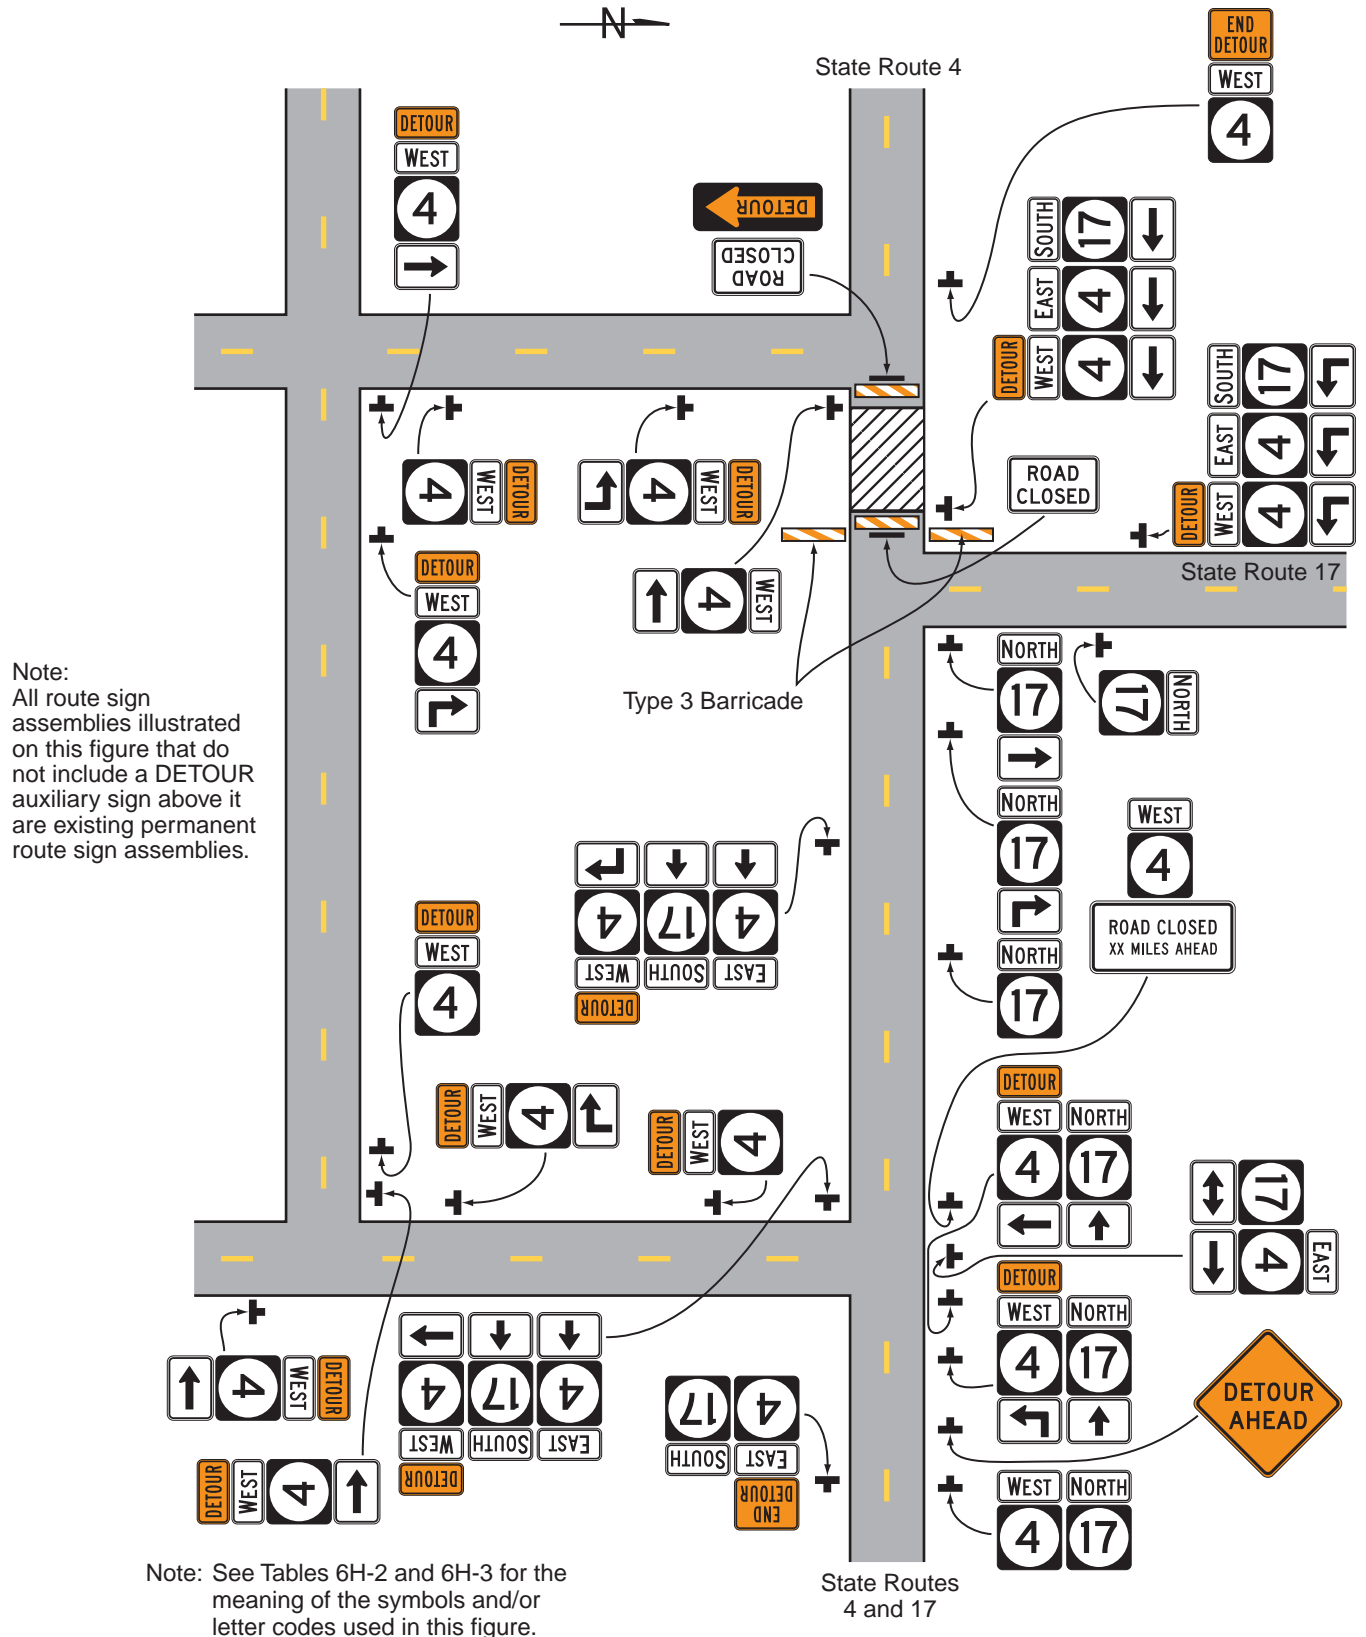 N
State Route 4
END
DETOUR
WEST
4
DETOUR
WEST
4
DETOUR
ROAD
CLOSED
SOUTH
17
EAST
4
DETOUR
WEST
4
SOUTH
17
EAST
4
DETOUR
WEST
4
ROAD
CLOSED
State Route 17
4
WEST
DETOUR
4
WEST
DETOUR
DETOUR
WEST
4
4
WEST
Type 3 Barricade
Note:
All route sign
assemblies illustrated
on this figure that do
not include a DETOUR
auxiliary sign above it
are existing permanent
route sign assemblies.
NORTH
17
17
NORTH
NORTH
17
WEST
4
ROAD CLOSED
XX MILES AHEAD
NORTH
17
DETOUR
WEST
4
4 17 4
WEST SOUTH EAST
DETOUR
DETOUR
WEST
4
DETOUR
WEST
4
DETOUR
WEST NORTH
4 17
17
4
EAST
DETOUR
WEST NORTH
4 17
DETOUR
AHEAD
4
WEST
DETOUR
DETOUR
WEST
4
4 17 4
WEST SOUTH EAST
DETOUR
17 4
SOUTH EAST
END
DETOUR
WEST NORTH
4 17
Note: See Tables 6H-2 and 6H-3 for the
meaning of the symbols and/or
letter codes used in this figure.
State Routes
4 and 17